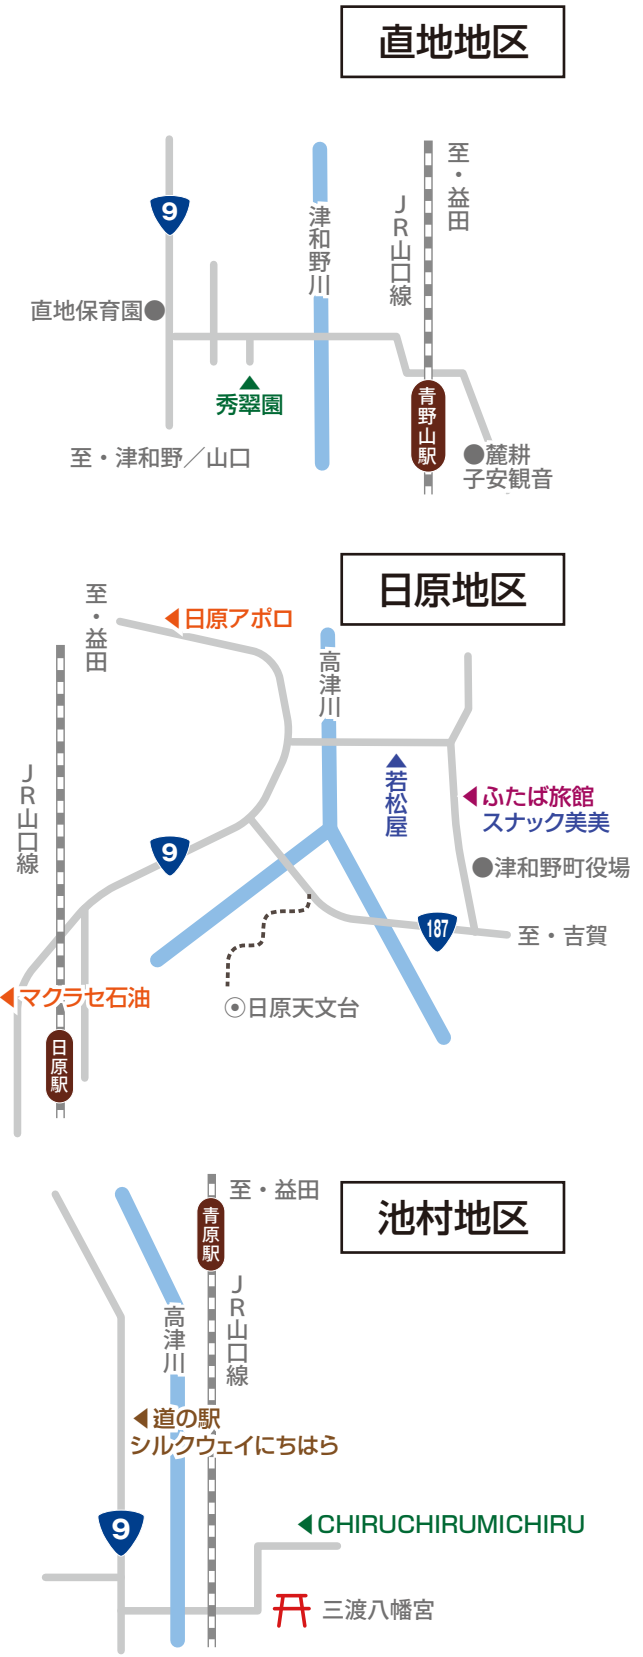 直地地区
至・益田
JR山口線
津和野川
9
直地保育園
秀翠園
青野山駅
至・津和野／山口
麓耕
子安観音
日原地区
至・益田
日原アポロ
高津川
JR山口線
若松屋
ふたば旅館
スナック美美
9
津和野町役場
187
至・吉賀
マクラセ石油
日原天文台
日原駅
池村地区
至・益田
青原駅
JR山口線
高津川
道の駅
シルクウェイにちはら
9
CHIRUCHIRUMICHIRU
三渡八幡宮